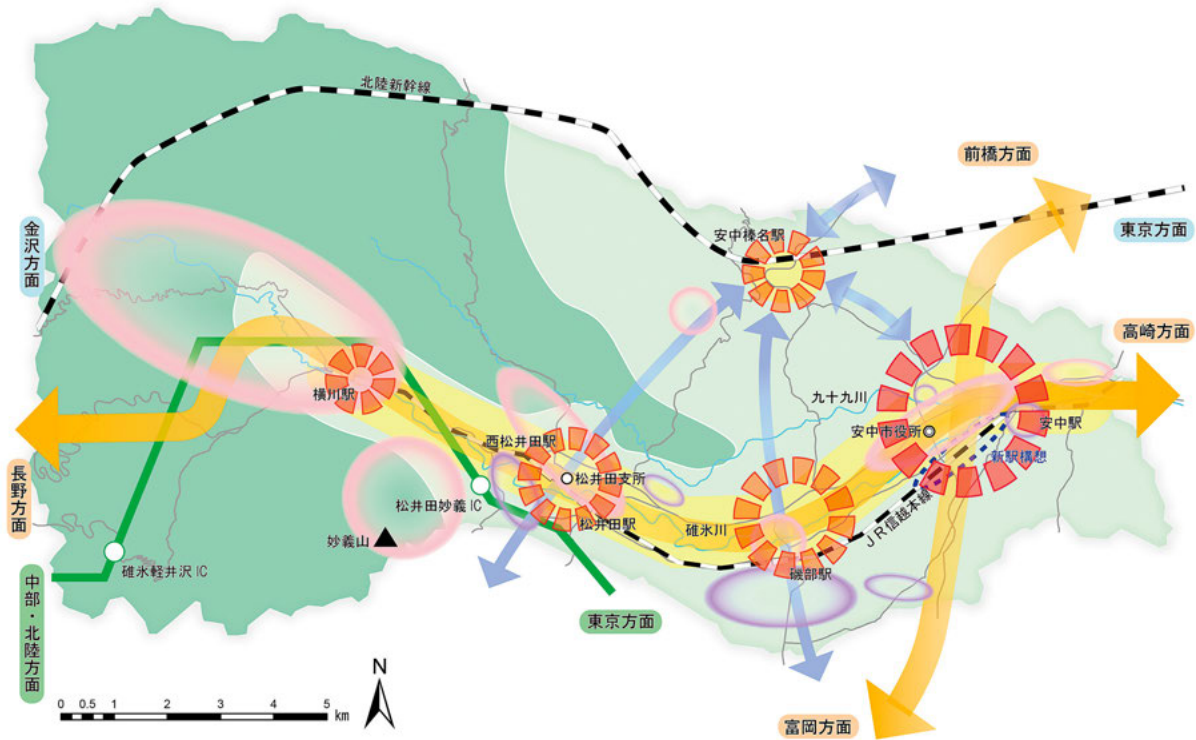 北陸新幹線
前橋方面
金沢方面
安中榛名駅
東京方面
高崎方面
横川駅
九十九川
西松井田駅
安中市役所
安中駅
新駅構想
長野方面
松井田支所
松井田妙義IC
松井田駅
碓氷川
JR信越本線
妙義山
碓氷軽井沢IC
磯部駅
中部・北陸方面
東京方面
富岡方面
N
0 0.5 1 2 3 4 5
km